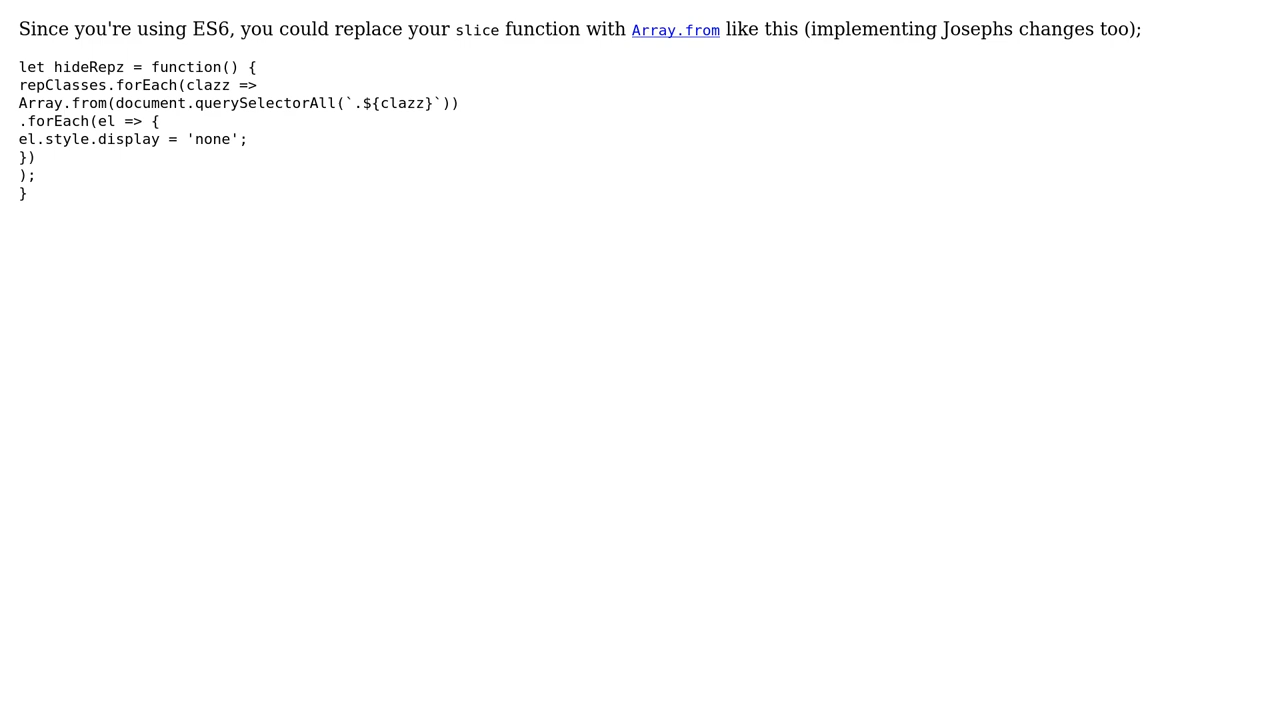 Since you're using ES6, you could replace your slice function with Array.from like this (implementing Josephs changes too);
let hideRepz = function() {
repClasses.forEach(clazz =>
Array.from(document.querySelectorAll(`.${clazz}`))
.forEach(el => {
el.style.display = 'none';
})
);
}